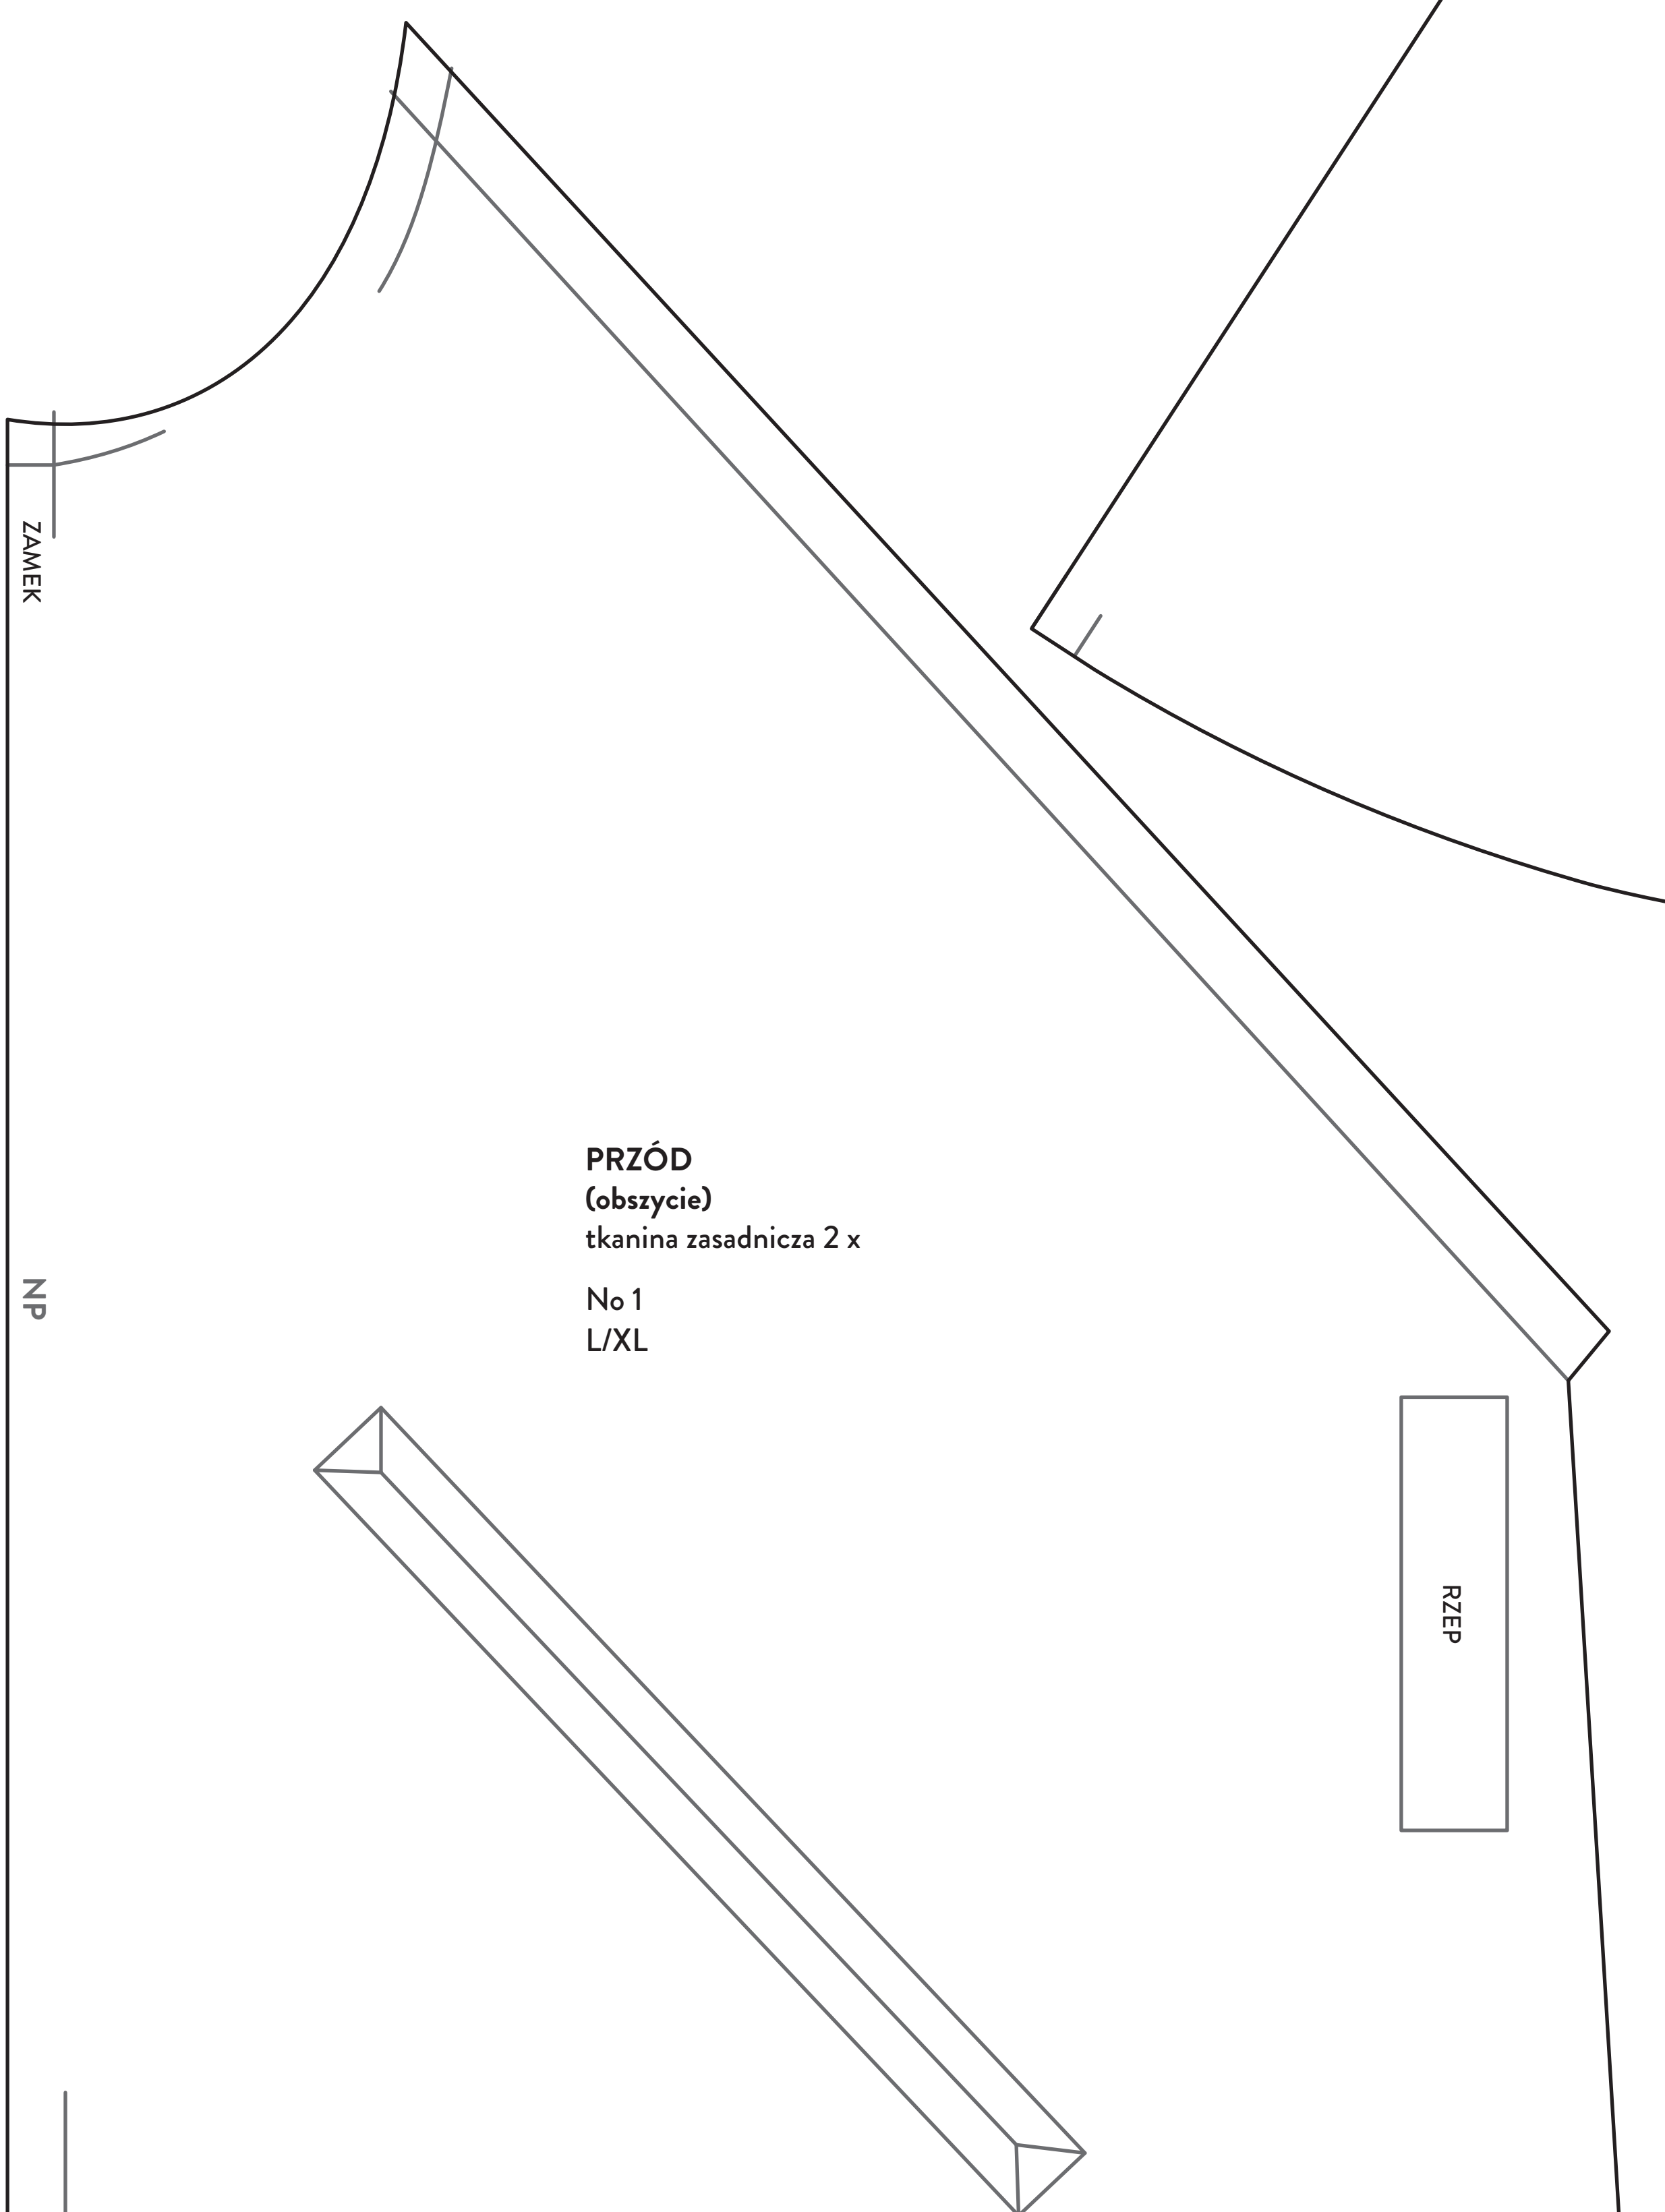 ZAMEK
PRZÓD
(obszycie)
tkanina zasadnicza 2 x
No 1
L/XL
NP
RZEP